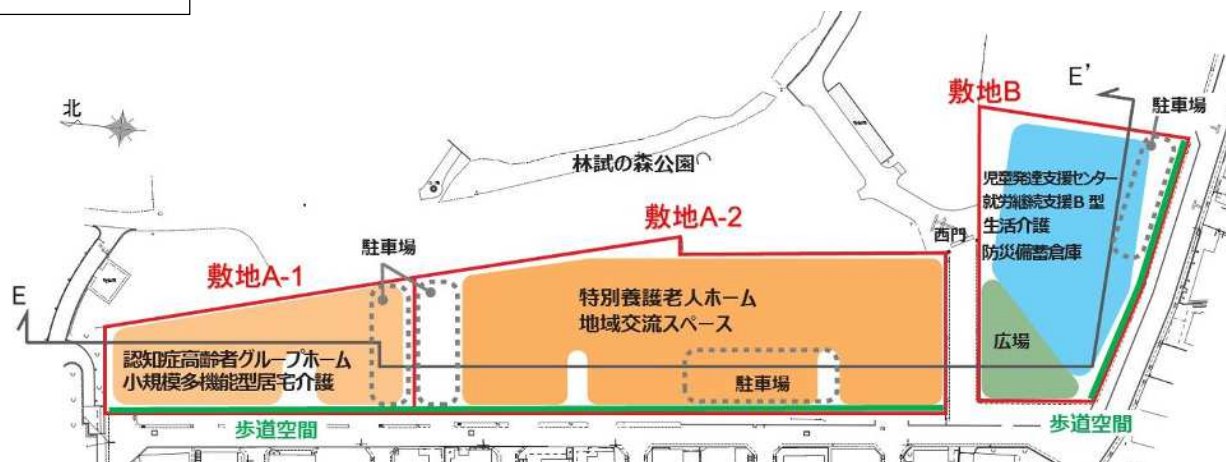 北
E
敷地A-1
駐車場
認知症高齢者グループホーム
小規模多機能型居宅介護
歩道空間
林試の森公園
敷地A-2
特別養護老人ホーム
地域交流スペース
駐車場
西門
敷地B
E’
駐車場
児童発達支援センター
就労継続支援B型
生活介護
防災備蓄倉庫
広場
歩道空間